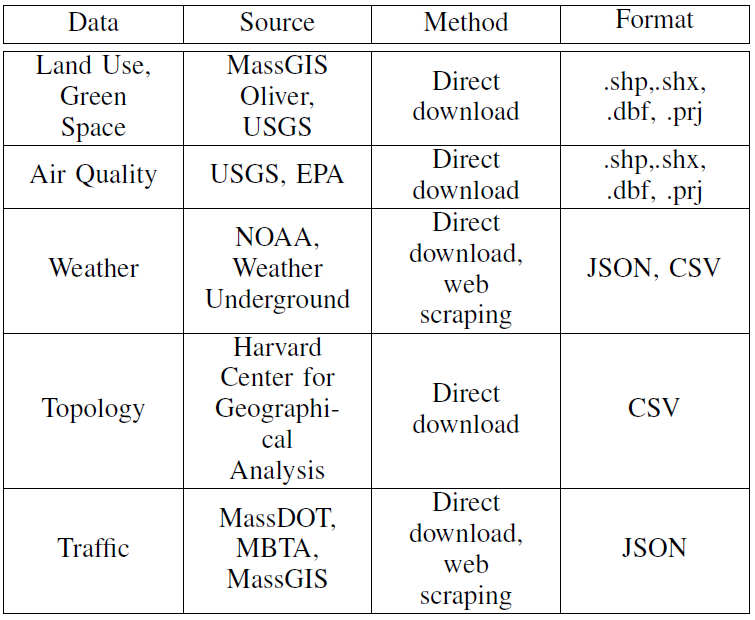 Data Source Method Format
Land Use,
Green
Space
MassGIS
Oliver,
USGS
Direct
download
.shp,.shx,
.dbf, .prj
Air Quality
USGS, EPA
Direct
download
.shp,.shx,
.dbf, .prj
Weather
NOAA,
Weather
Underground
Direct
download,
web
scraping
JSON, CSV
Topology
Harvard
Center for
Geographi-
cal
Analysis
Direct
download
CSV
Traffic
MassDOT,
MBTA,
MassGIS
Direct
download,
web
scraping
JSON